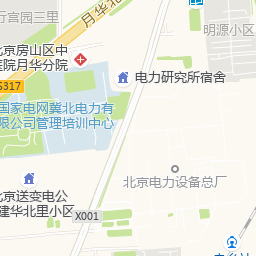 行宫园三里
月华北
明源小区
北京房山区中
医院月华分院
电力研究所宿舍
S317
国家电网冀北电力有
限公司管理培训中心
北京电力设备总厂
北京送变电公
建华北里小区
X001